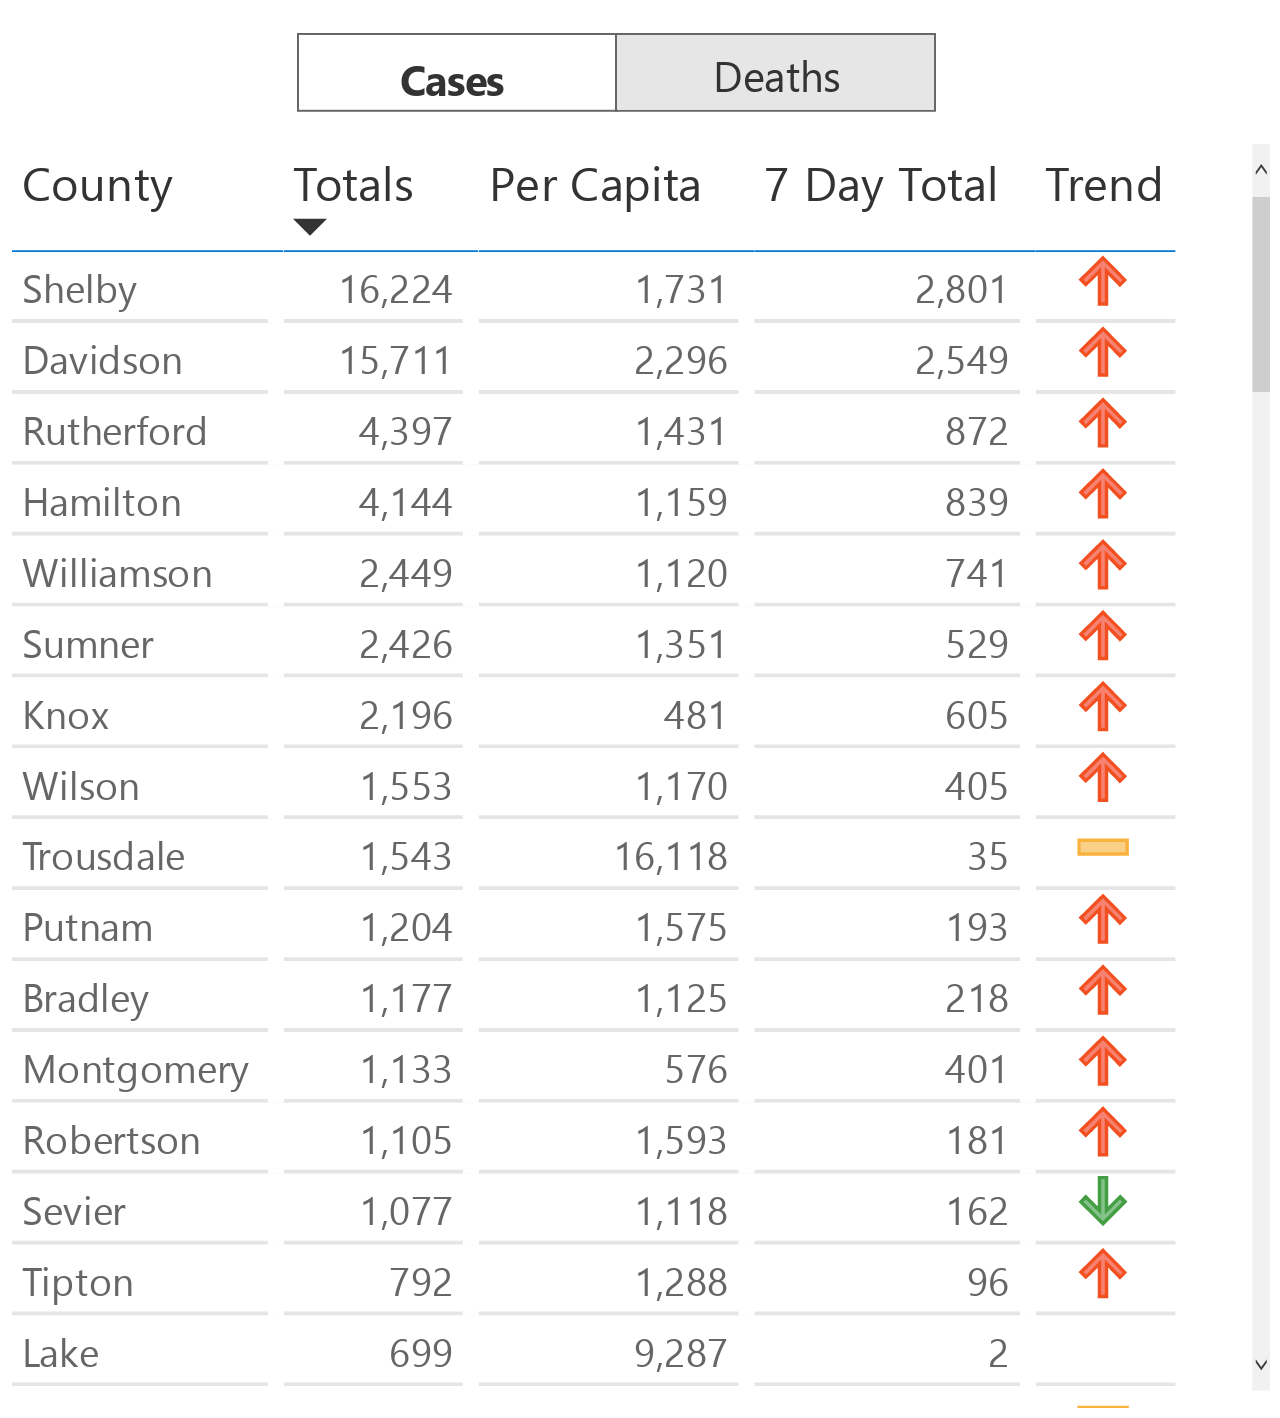 Cases Deaths
County Totals Per Capita 7 Day Total Trend
Shelby 16,224 1,731 2,801
Davidson 15,711 2,296 2,549
Rutherford 4,397 1,431 872
Hamilton 4,144 1,159 839
Williamson 2,449 1,120 741
Sumner 2,426 1,351 529
Knox 2,196 481 605
Wilson 1,553 1,170 405
Trousdale 1,543 16,118 35
Putnam 1,204 1,575 193
Bradley 1,177 1,125 218
Montgomery 1,133 576 401
Robertson 1,105 1,593 181
Sevier 1,077 1,118 162
Tipton 792 1,288 96
Lake 699 9,287 2